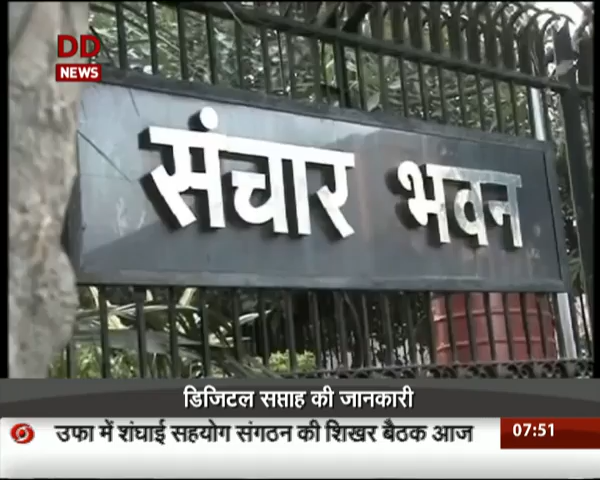 DD
NEWS
संचार भवन
डिजिटल सप्ताह की जानकारी
उफा में शंघाई सहयोग संगठन की शिखर बैठक आज
07:51